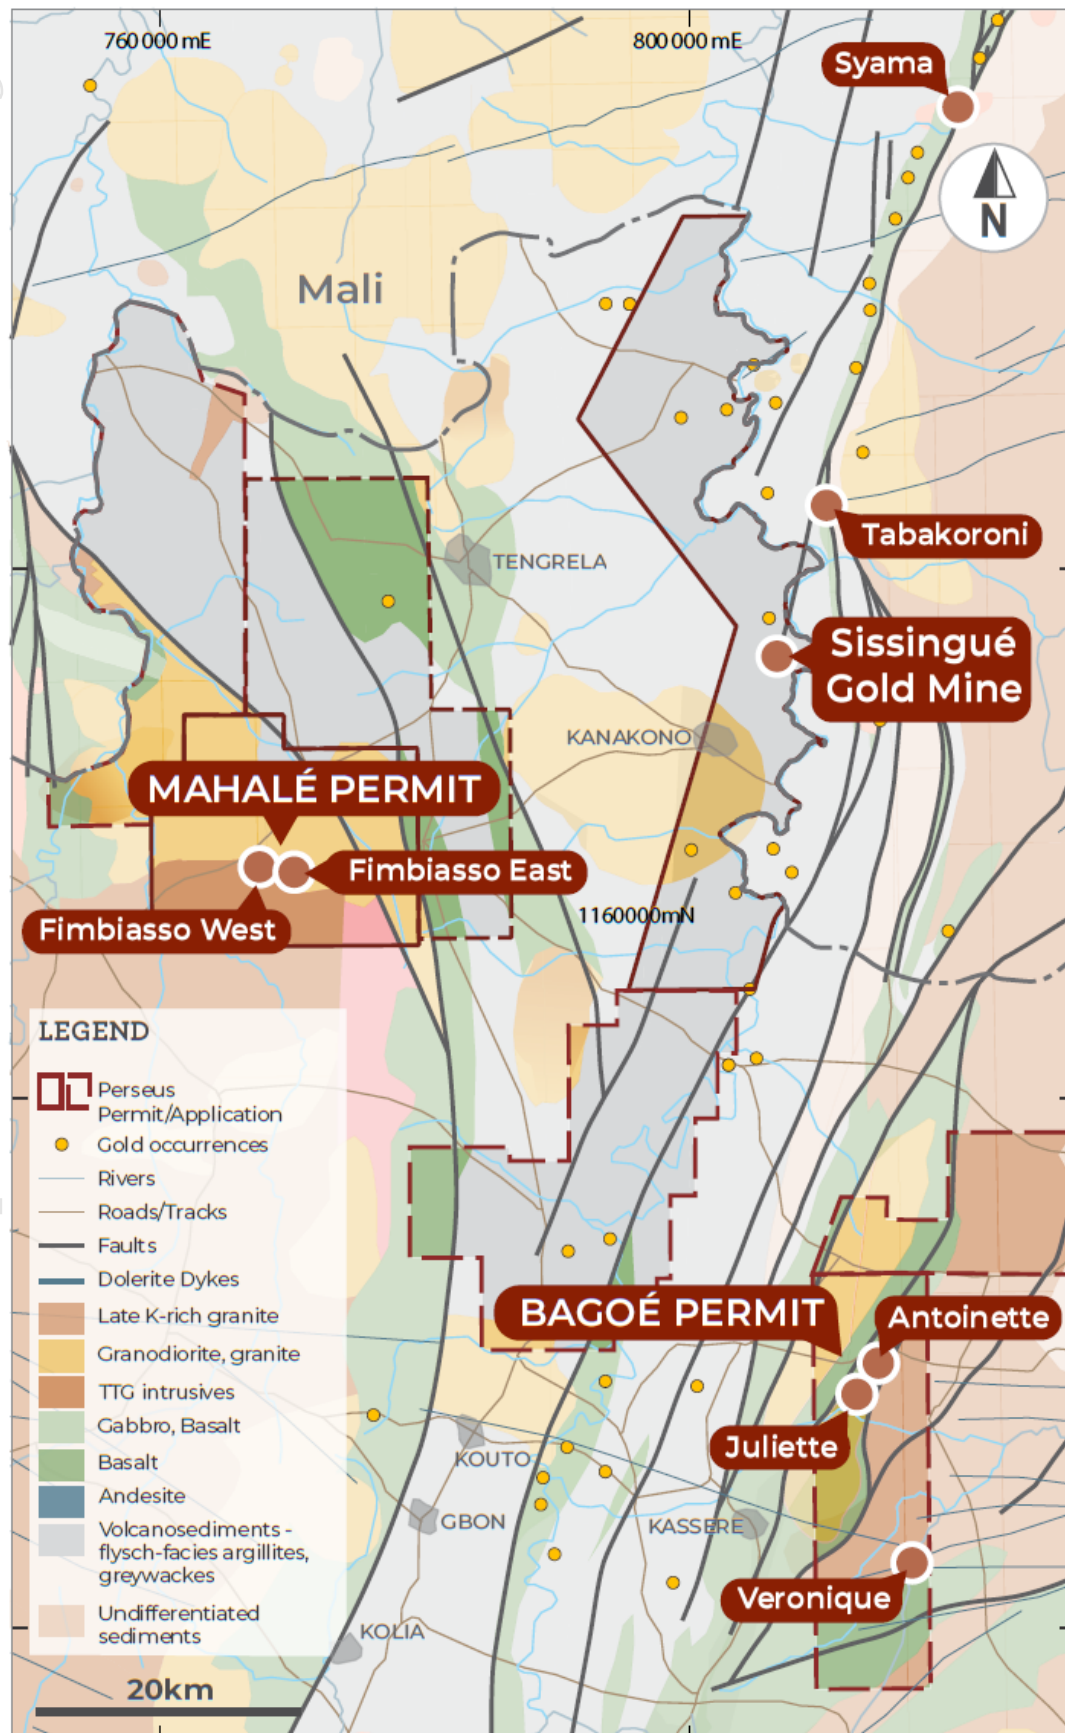 760 000 mE
800 000 mE
Syama
N
Mali
Tabakoroni
TENGRELA
Sissingué
Gold Mine
KANAKONO
MAHALÉ PERMIT
Fimbiasso East
Fimbiasso West
1160000mN
LEGEND
Perseus
Permit/Application
Gold occurrences
Rivers
Roads/Tracks
Faults
Dolerite Dykes
Late K-rich granite
Granodiorite, granite
TTG intrusives
Gabbro, Basalt
Basalt
Andesite
Volcanosediments -
flysch-facies argillites,
greywackes
Undifferentiated
sediments
20km
BAGOÉ PERMIT
Antoinette
Juliette
KOUTO
GBON
KASSERE
Veronique
KOLIA